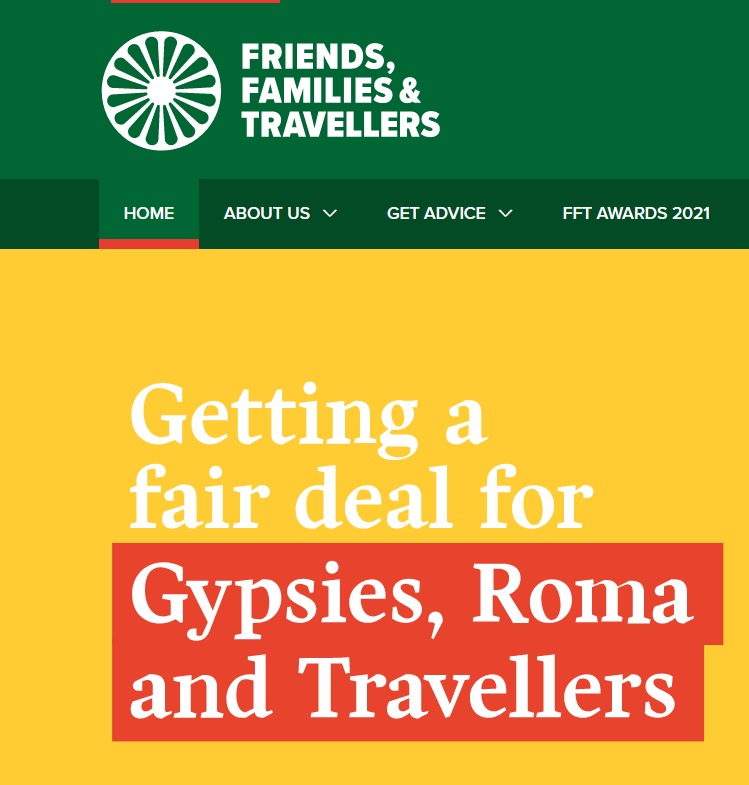 FRIENDS,
FAMILIES &
TRAVELLERS
HOME
ABOUT US
GET ADVICE
FFT AWARDS 2021
Getting a
fair deal for
Gypsies, Roma
and Travellers